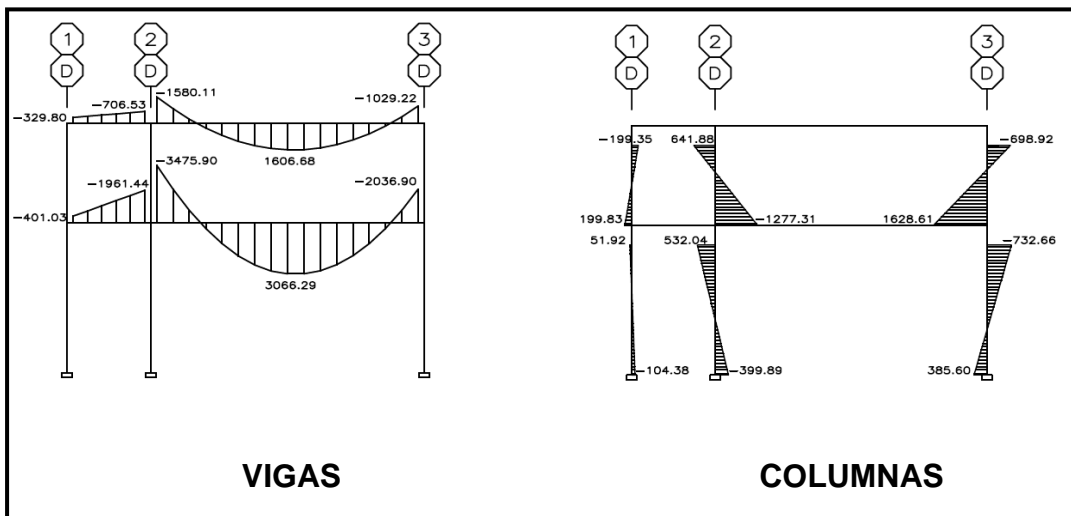 1 2 3
D D D
-329.80 -706.53 -1580.11 -1029.22
1606.68
-401.03 -1961.44 -3475.90 -2036.90
3066.29
VIGAS
1 2 3
D D D
-199.35 641.88 -698.92
199.83 -1277.31 1628.61
51.92 532.04 -732.66
-104.38 -399.89 385.60
COLUMNAS